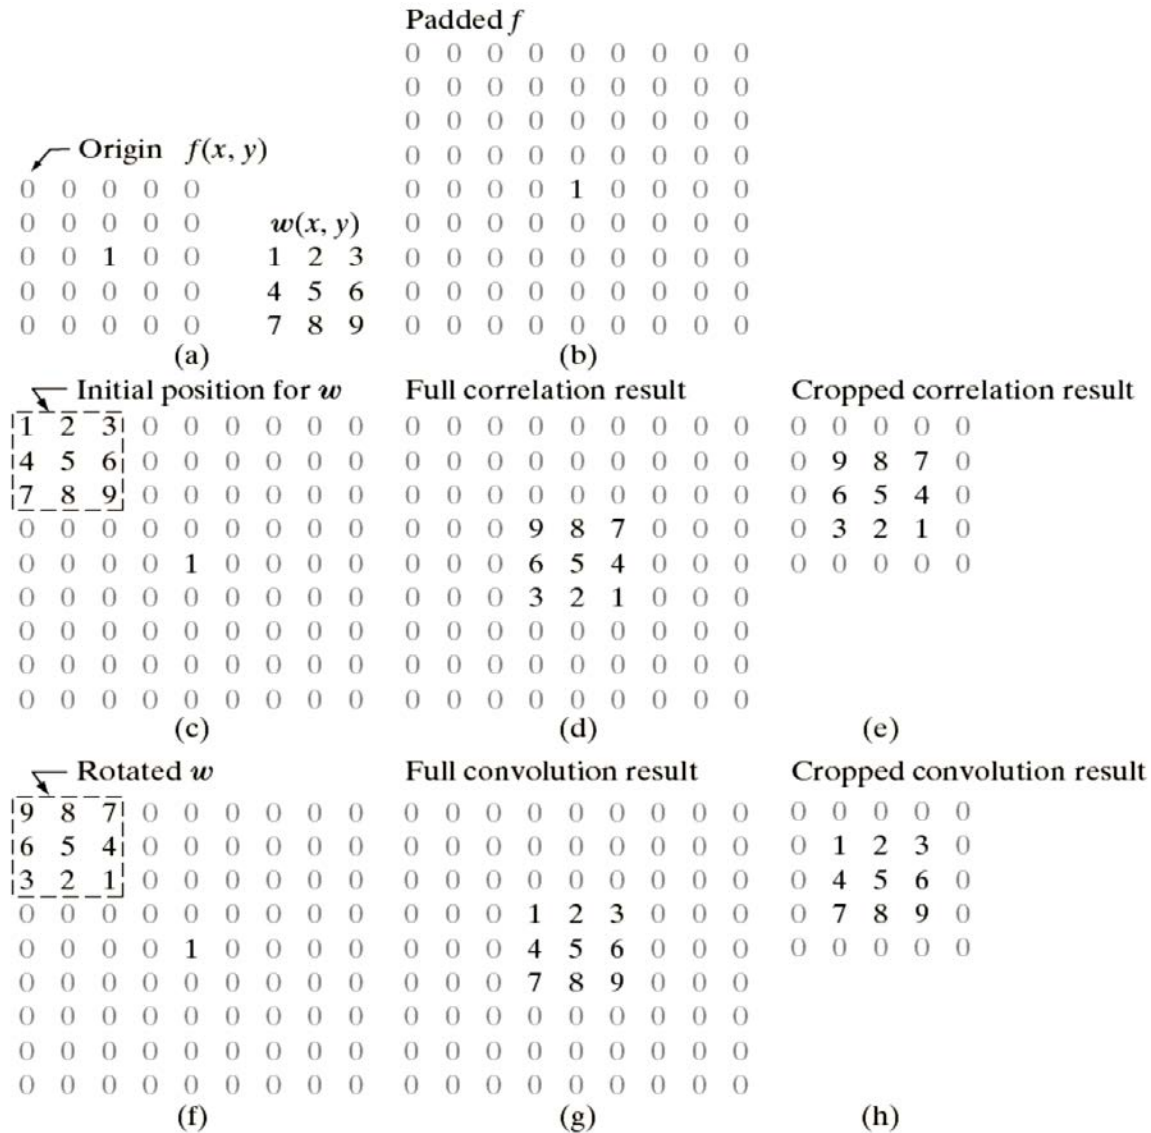 Padded f
0 0 0 0 0 0 0 0 0
0 0 0 0 0 0 0 0 0
0 0 0 0 0 0 0 0 0
Origin f(x, y)
0 0 0 0 0 0 0 0 0
0 0 0 0 0 0 0 0 0 1 0 0 0 0
0 0 0 0 0 w(x, y) 0 0 0 0 0 0 0 0 0
0 0 1 0 0 1 2 3 0 0 0 0 0 0 0 0 0
0 0 0 0 0 4 5 6 0 0 0 0 0 0 0 0 0
0 0 0 0 0 7 8 9 0 0 0 0 0 0 0 0 0
(a) (b)
Initial position for w Full correlation result Cropped correlation result
1 2 3 0 0 0 0 0 0 0 0 0 0 0 0 0 0 0 0 0 0 0 0
4 5 6 0 0 0 0 0 0 0 0 0 0 0 0 0 0 0 0 9 8 7 0
7 8 9 0 0 0 0 0 0 0 0 0 0 0 0 0 0 0 0 6 5 4 0
0 0 0 0 0 0 0 0 0 0 0 0 9 8 7 0 0 0 0 3 2 1 0
0 0 0 0 1 0 0 0 0 0 0 0 6 5 4 0 0 0 0 0 0 0 0
0 0 0 0 0 0 0 0 0 0 0 0 3 2 1 0 0 0
0 0 0 0 0 0 0 0 0 0 0 0 0 0 0 0 0 0
0 0 0 0 0 0 0 0 0 0 0 0 0 0 0 0 0 0
0 0 0 0 0 0 0 0 0 0 0 0 0 0 0 0 0 0
(c) (d) (e)
Rotated w Full convolution result Cropped convolution result
9 8 7 0 0 0 0 0 0 0 0 0 0 0 0 0 0 0 0 0 0 0 0
6 5 4 0 0 0 0 0 0 0 0 0 0 0 0 0 0 0 0 1 2 3 0
3 2 1 0 0 0 0 0 0 0 0 0 0 0 0 0 0 0 0 4 5 6 0
0 0 0 0 0 0 0 0 0 0 0 0 1 2 3 0 0 0 0 7 8 9 0
0 0 0 0 1 0 0 0 0 0 0 0 4 5 6 0 0 0 0 0 0 0 0
0 0 0 0 0 0 0 0 0 0 0 0 7 8 9 0 0 0
0 0 0 0 0 0 0 0 0 0 0 0 0 0 0 0 0 0
0 0 0 0 0 0 0 0 0 0 0 0 0 0 0 0 0 0
0 0 0 0 0 0 0 0 0 0 0 0 0 0 0 0 0 0
(f) (g) (h)